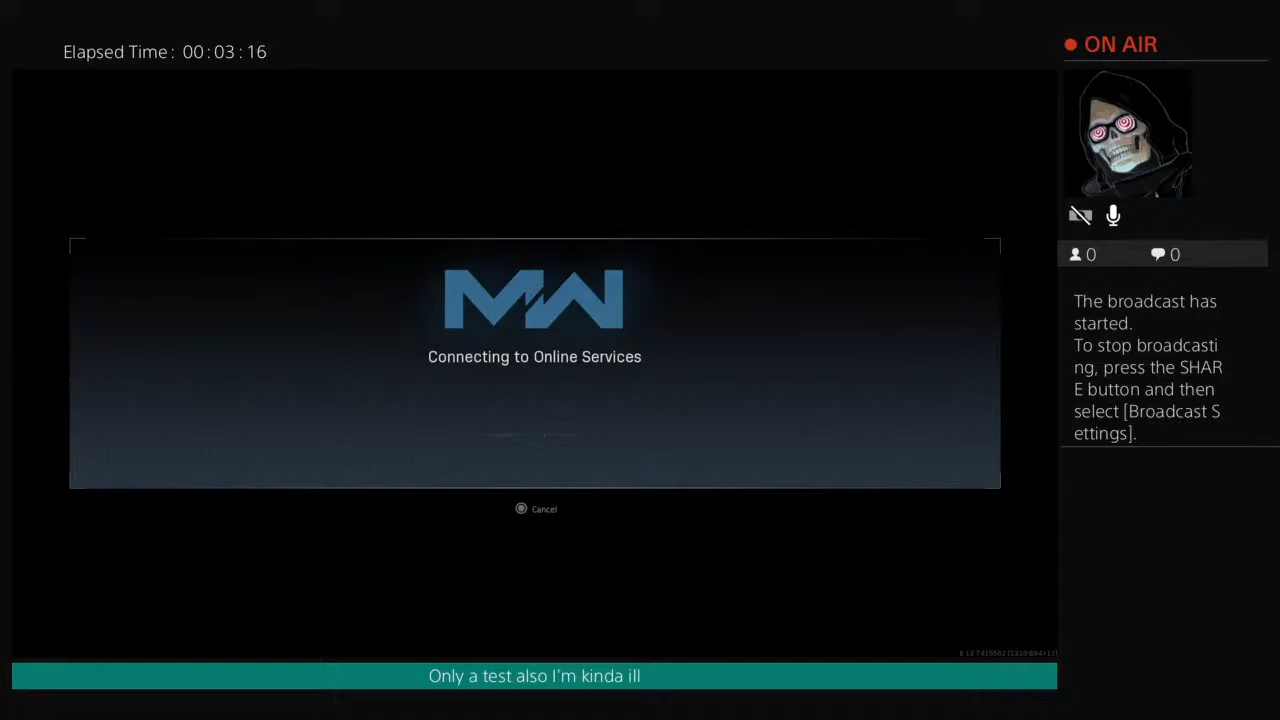 Elapsed Time: 00:03:16
ON AIR
0
0
The broadcast has
started.
To stop broadcasti
ng, press the SHAR
E button and then
select [Broadcast S
ettings].
MW
Connecting to Online Services
Cancel
Only a test also I'm kinda ill